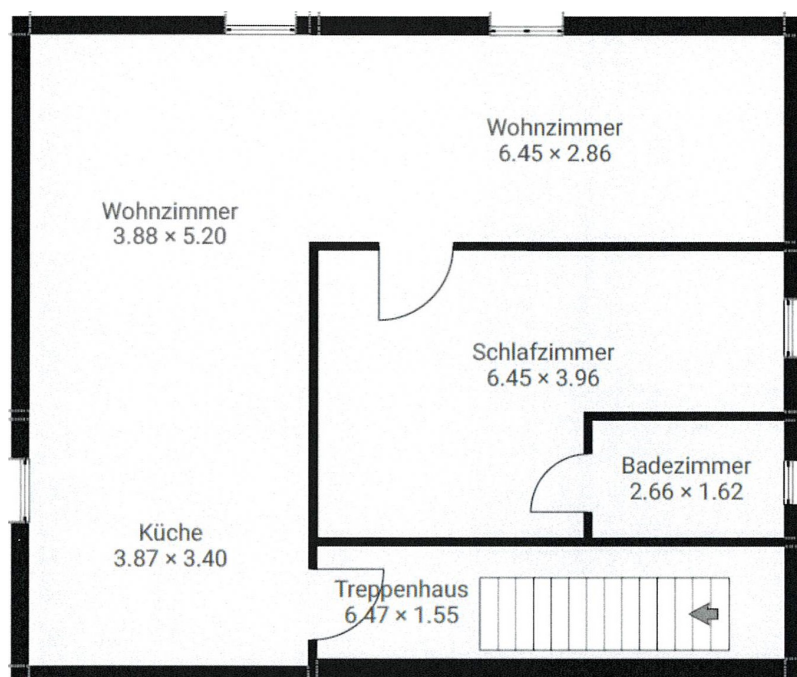 Wohnzimmer
6.45 × 2.86
Wohnzimmer
3.88 × 5.20
Schlafzimmer
6.45 × 3.96
Badezimmer
2.66 × 1.62
Küche
3.87 × 3.40
Treppenhaus
6.47 × 1.55